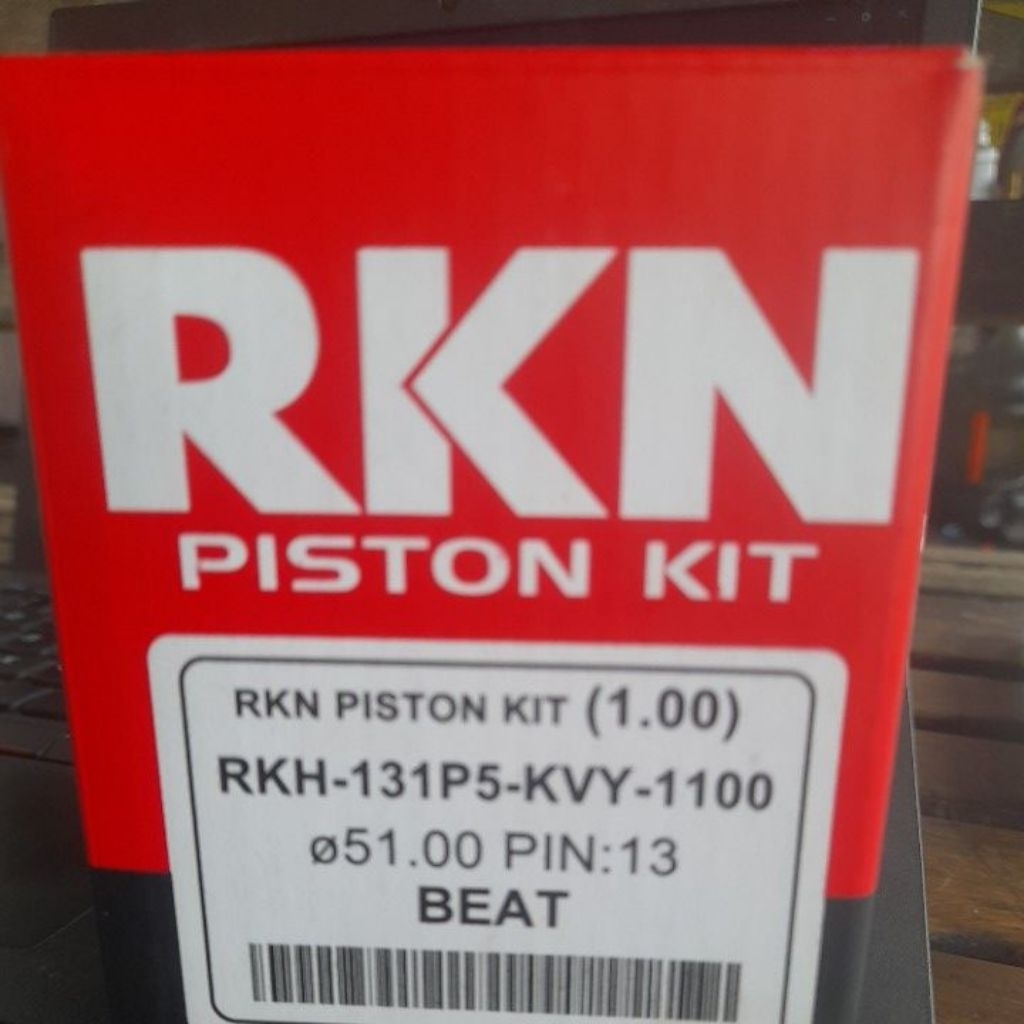 RKN
PISTON KIT
RKN PISTON KIT (1.00)
RKH-131P5-KVY-1100
ø51.00 PIN:13
BEAT